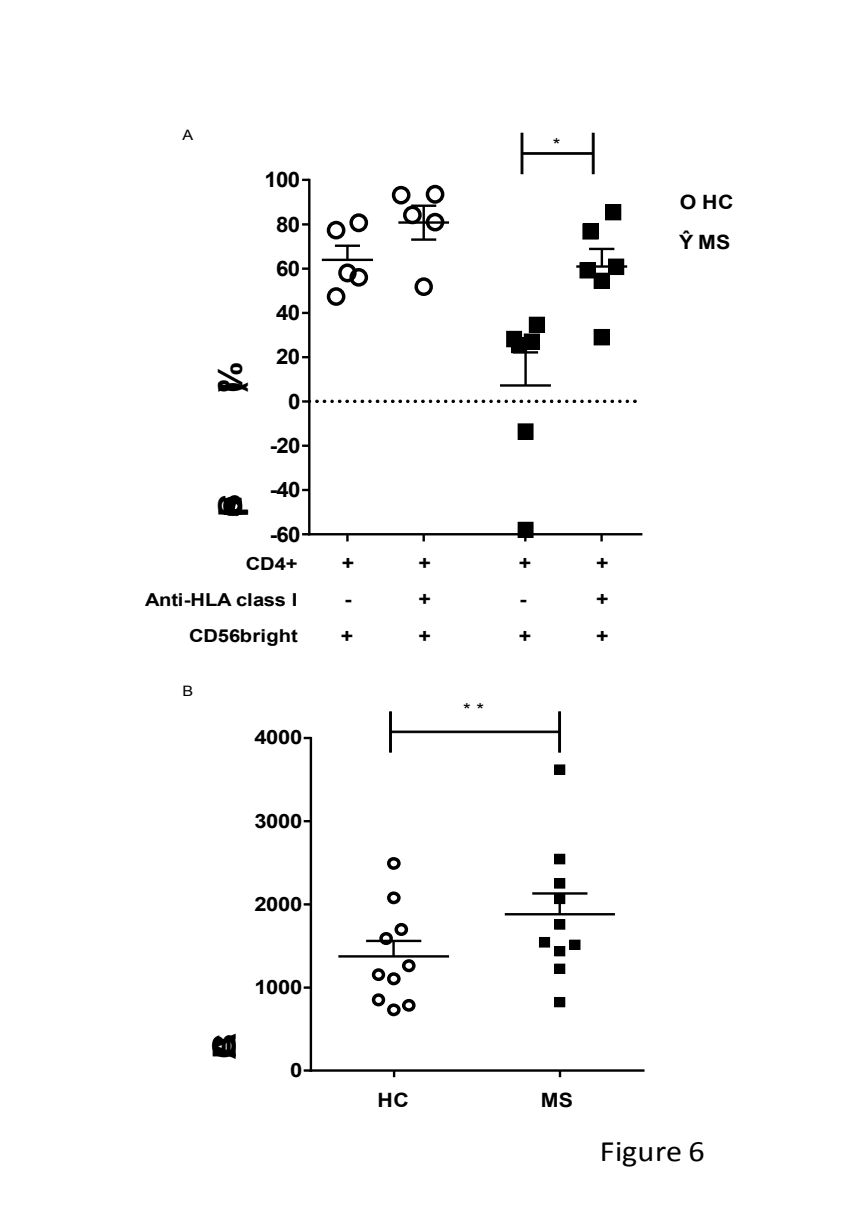 A
*
100
80
60
40
20
0
-20
-40
-60
O HC
Ÿ MS
%
CD4+ + + + +
Anti-HLA class I - + - +
CD56bright + + + +
B
* *
4000
3000
2000
1000
0
HC MS
Figure 6